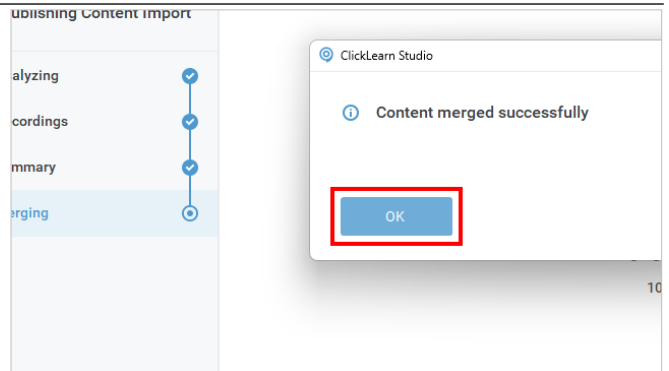 ublishing Content Import
alyzing
cordings
mmary
erging
ClickLearn Studio
Content merged successfully
OK
10